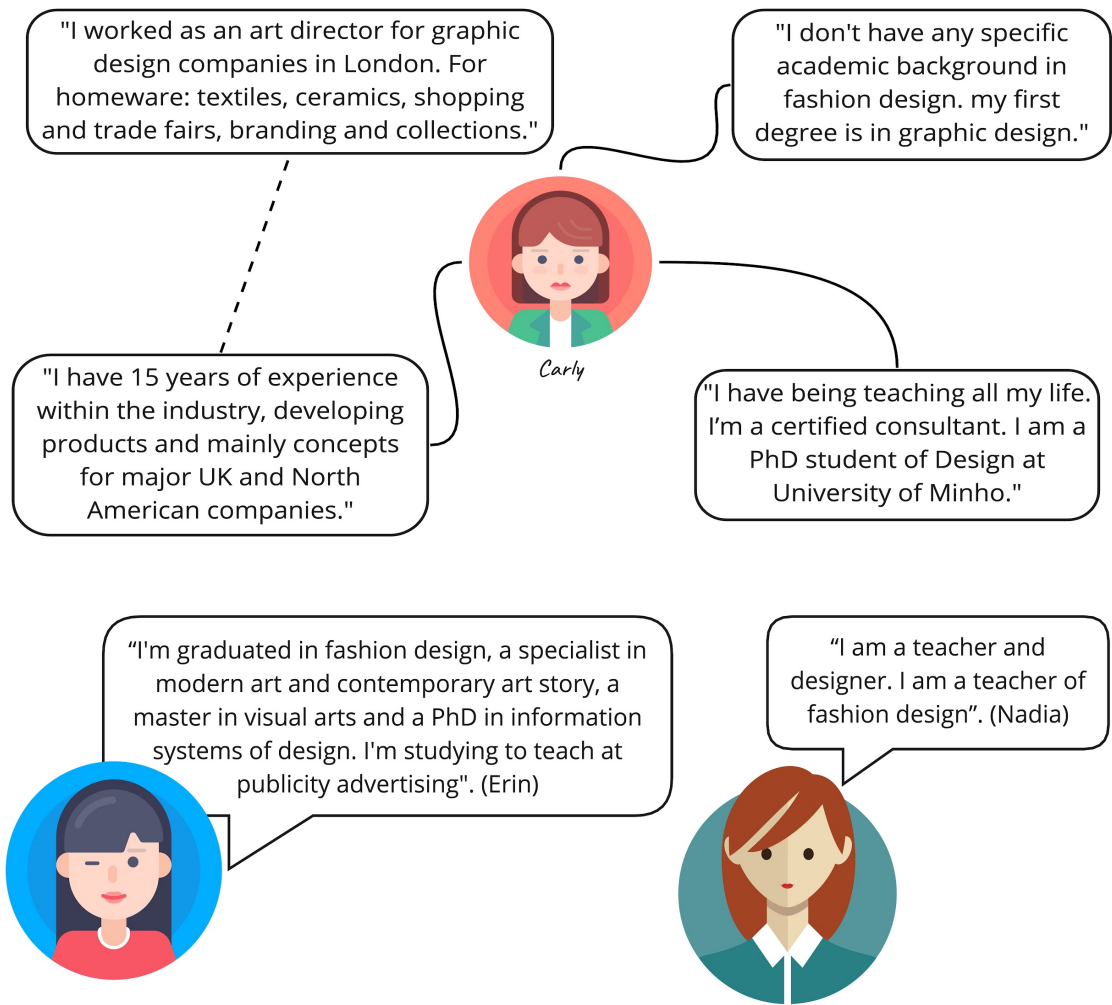 "I worked as an art director for graphic
design companies in London. For
homeware: textiles, ceramics, shopping
and trade fairs, branding and collections."
"I don't have any specific
academic background in
fashion design. my first
degree is in graphic design."
Carly
"I have 15 years of experience
within the industry, developing
products and mainly concepts
for major UK and North
American companies."
"I have being teaching all my life.
I’m a certified consultant. I am a
PhD student of Design at
University of Minho."
“I'm graduated in fashion design, a specialist in
modern art and contemporary art story, a
master in visual arts and a PhD in information
systems of design. I'm studying to teach at
publicity advertising". (Erin)
“I am a teacher and
designer. I am a teacher of
fashion design”. (Nadia)